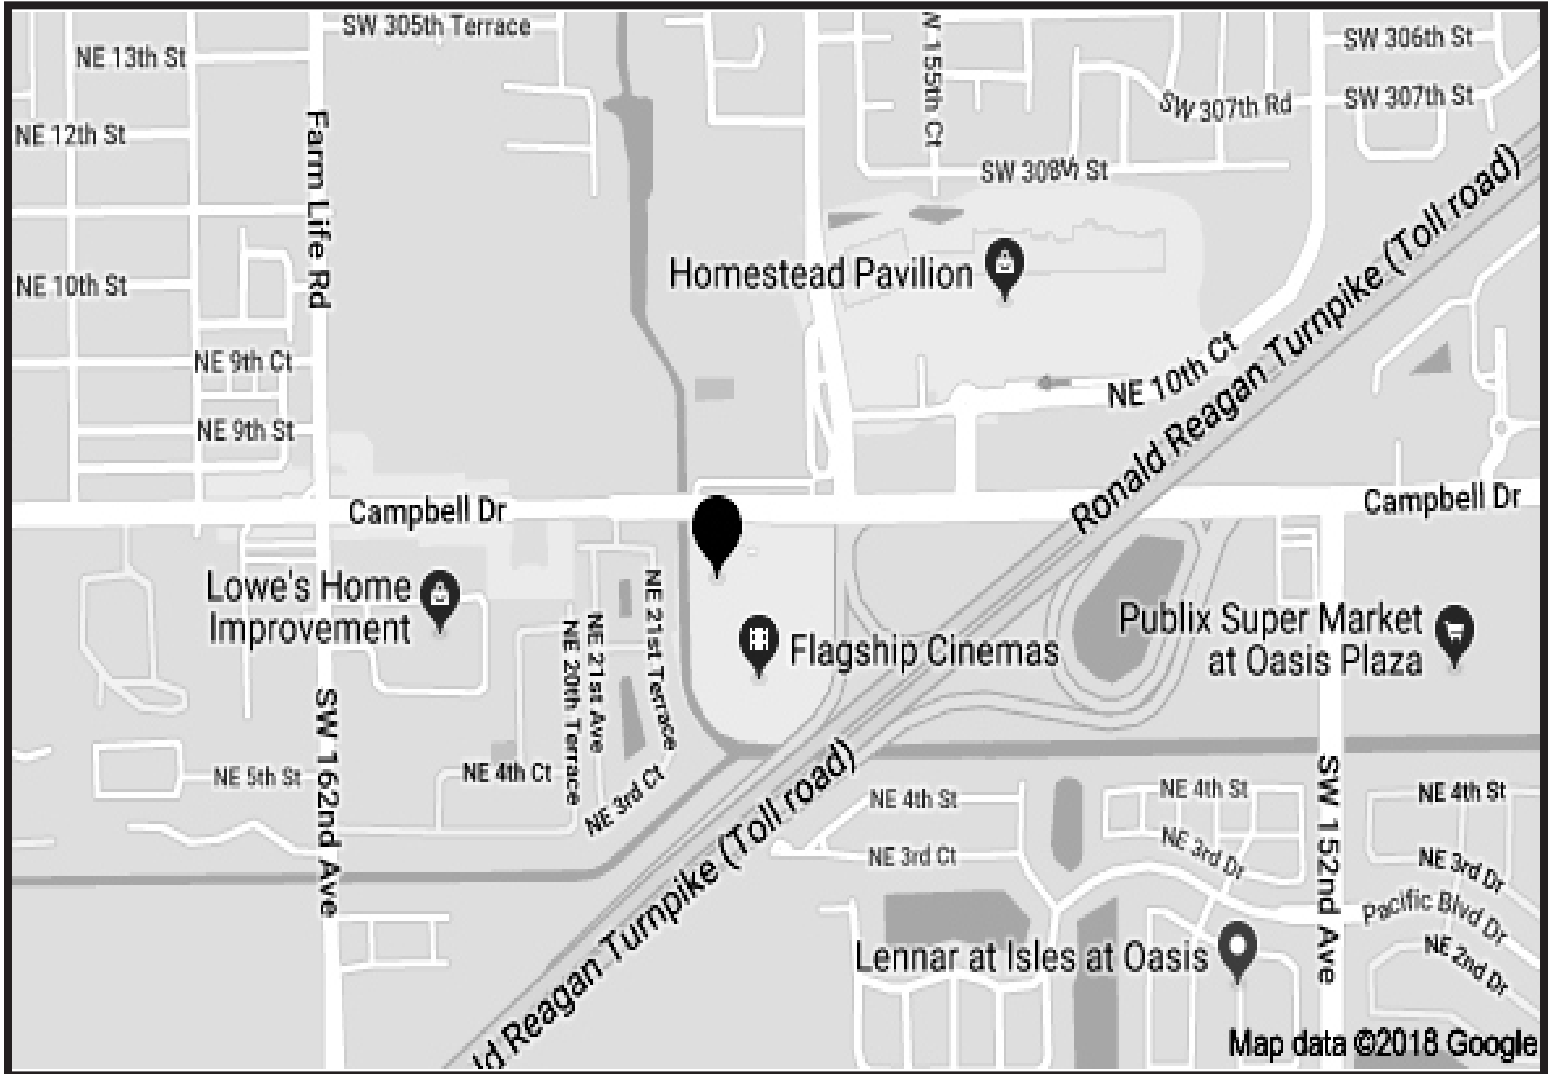 SW 305th Terrace
NE 13th St
SW 306th St
W 155th Ct
SW 307th Rd
SW 307th St
NE 12th St
Farm Life Rd
SW 308th St
Ronald Reagan Turnpike (Toll road)
Homestead Pavilion
NE 10th St
NE 9th Ct
NE 10th Ct
NE 9th St
Campbell Dr
Campbell Dr
Lowe's Home
Improvement
NE 21st Terrace
NE 21st Ave
NE 20th Terrace
Flagship Cinemas
Publix Super Market
at Oasis Plaza
SW 162nd Ave
NE 5th St
NE 4th Ct
NE 3rd Ct
SW 152nd Ave
NE 4th St
NE 4th St
NE 4th St
NE 3rd Ct
NE 3rd Dr
NE 3rd Dr
Pacific Blvd Dr
NE 2nd Dr
ld Reagan Turnpike (Toll road)
Lennar at Isles at Oasis
Map data ©2018 Google